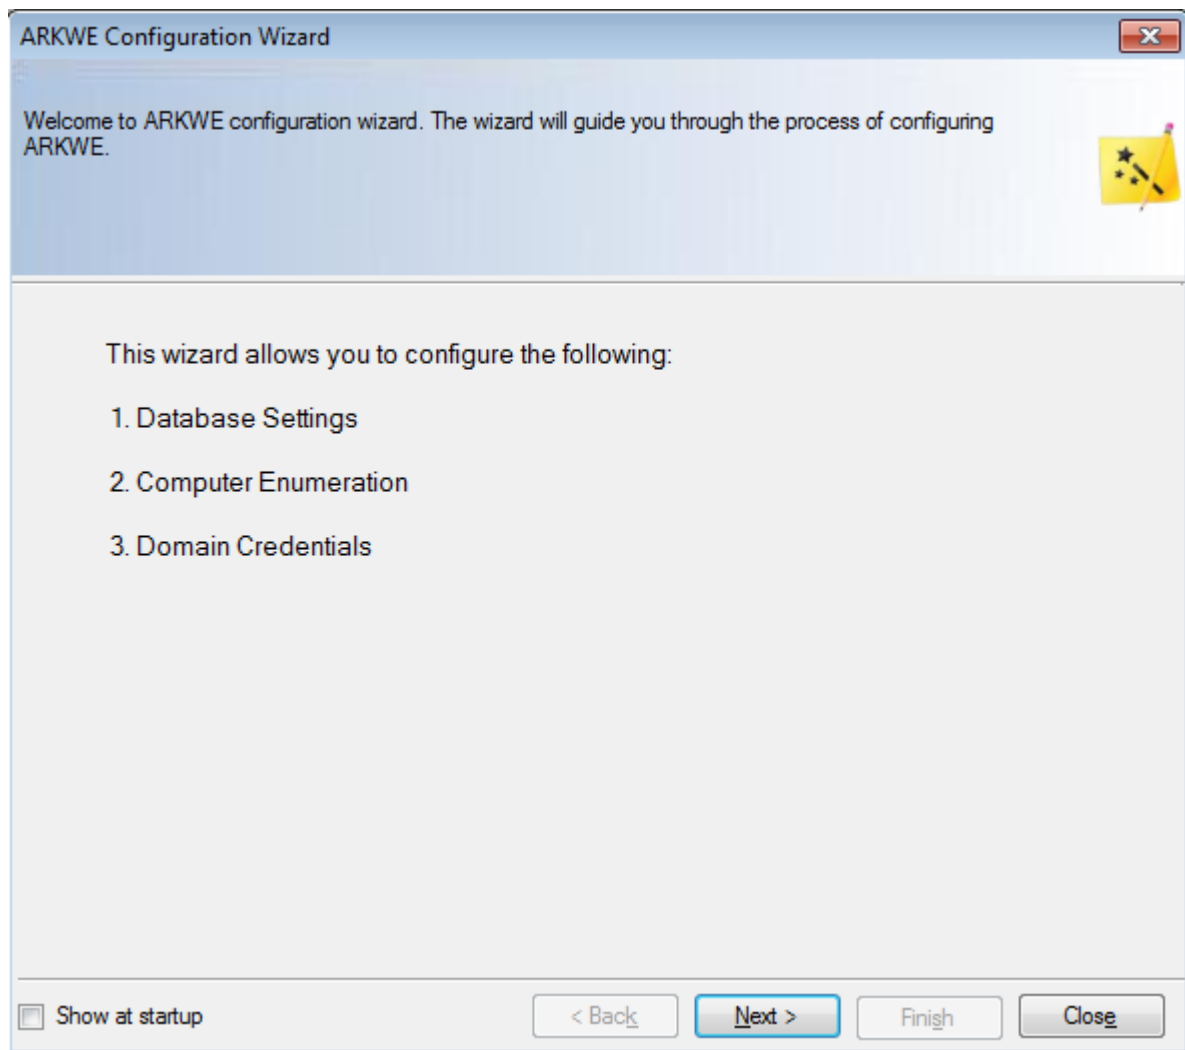 ARKWE Configuration Wizard
Welcome to ARKWE configuration wizard. The wizard will guide you through the process of configuring
ARKWE.
This wizard allows you to configure the following:
1. Database Settings
2. Computer Enumeration
3. Domain Credentials
Show at startup
< Back
Next >
Finish
Close